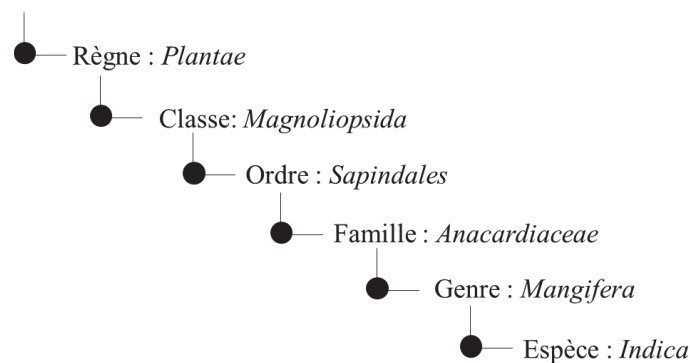 Règne : Plantae
Classe: Magnoliopsida
Ordre : Sapindales
Famille : Anacardiaceae
Genre : Mangifera
Espèce : Indica